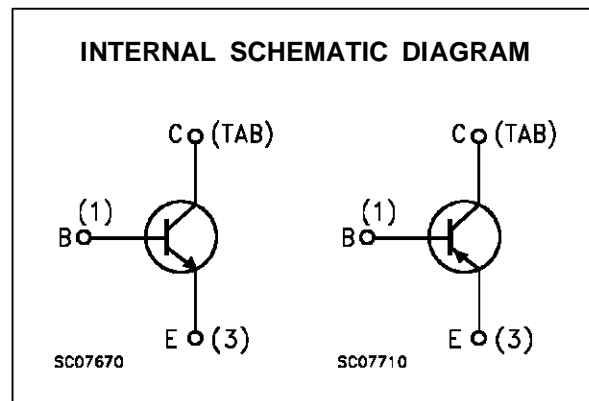 INTERNAL SCHEMATIC DIAGRAM
C (TAB)
C (TAB)
(1)
(1)
B
B
E (3)
E (3)
SC07670
SC07710